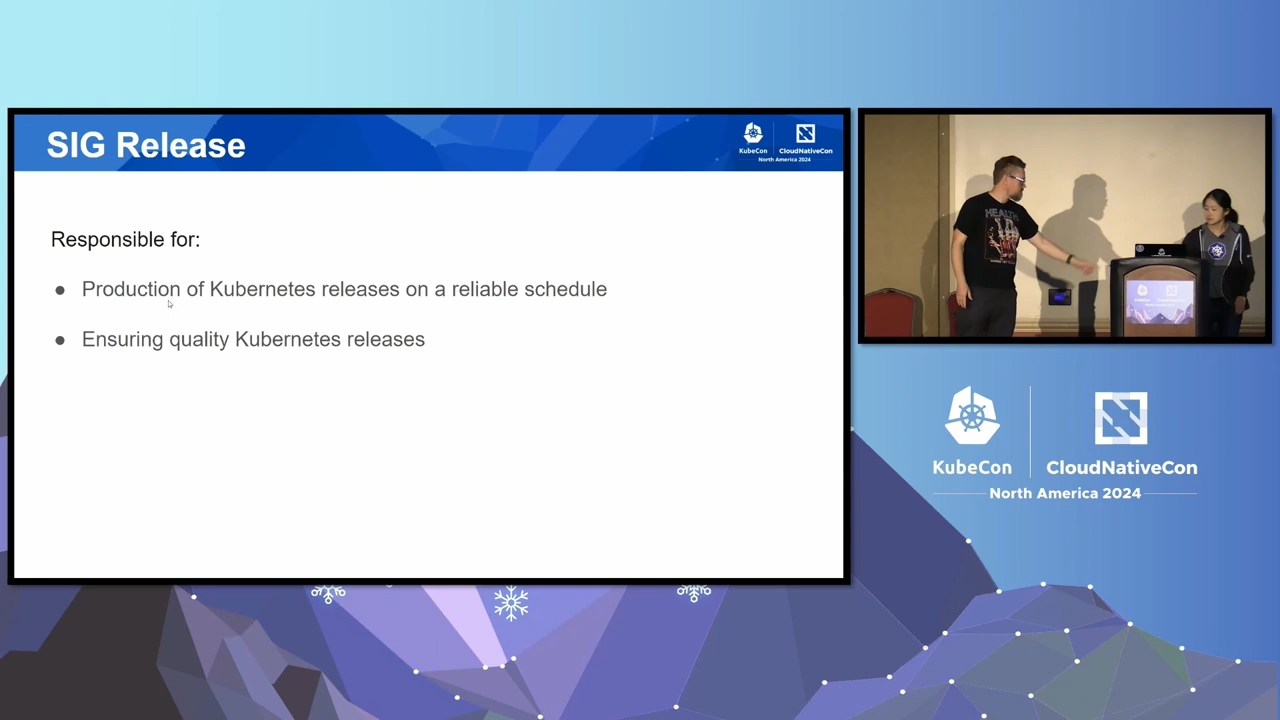 SIG Release
KubeCon
CloudNativeCon
North America 2024
Responsible for:
● Production of Kubernetes releases on a reliable schedule
● Ensuring quality Kubernetes releases
HEALTH
KubeCon
CloudNativeCon
North America 2024